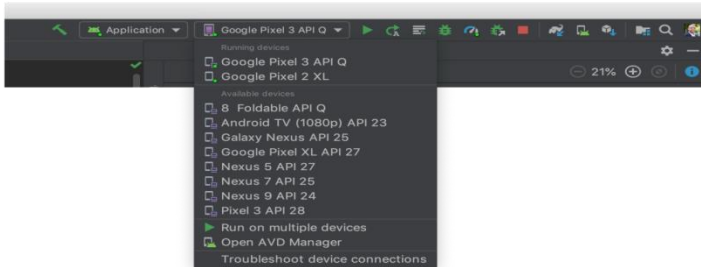 Application Google Pixel 3 API Q
Running devices
Google Pixel 3 API Q
Google Pixel 2 XL
21%
Available devices
8 Foldable API Q
Android TV (1080p) API 23
Galaxy Nexus API 25
Google Pixel XL API 27
Nexus 5 API 27
Nexus 7 API 25
Nexus 9 API 24
Pixel 3 API 28
Run on multiple devices
Open AVD Manager
Troubleshoot device connections